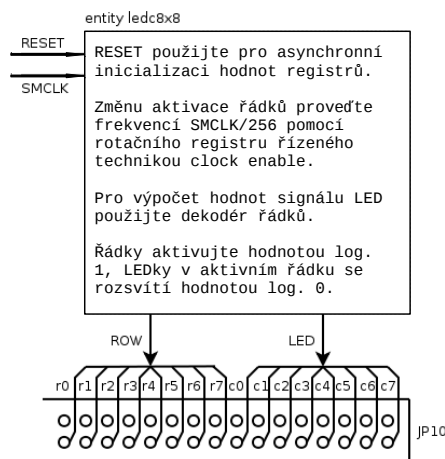 entity ledc8x8
RESET
SMCLK
RESET použijte pro asynchronní
inicializaci hodnot registrů.
Změnu aktivace řádků proveďte
frekvencí SMCLK/256 pomocí
rotačního registru řízeného
technikou clock enable.
Pro výpočet hodnot signálu LED
použijte dekodér řádků.
Řádky aktivujte hodnotou log.
1, LEDky v aktivním řádku se
rozsvítí hodnotou log. 0.
ROW LED
r0 r1 r2 r3 r4 r5 r6 r7 c0 c1 c2 c3 c4 c5 c6 c7
JP10